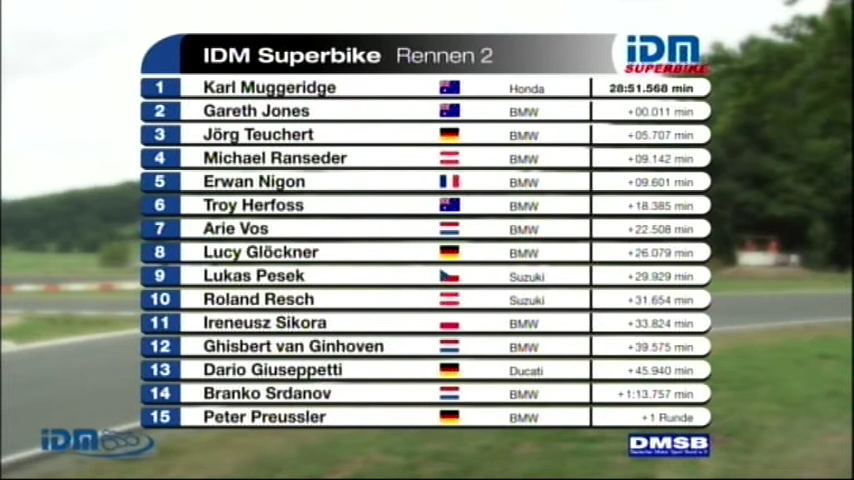 IDM Superbike Rennen 2
iDM
SUPERBIKE
1 Karl Muggeridge Honda 28:51.568 min
2 Gareth Jones BMW +00.011 min
3 Jörg Teuchert BMW +05.707 min
4 Michael Ranseder BMW +09.142 min
5 Erwan Nigon BMW +09.601 min
6 Troy Herfoss BMW +18.385 min
7 Arie Vos BMW +22.508 min
8 Lucy Glöckner BMW +26.079 min
9 Lukas Pesek Suzuki +29.929 min
10 Roland Resch Suzuki +31.654 min
11 Ireneusz Sikora BMW +33.824 min
12 Ghisbert van Ginhoven BMW +39.575 min
13 Dario Giuseppetti Ducati +45.940 min
14 Branko Srdanov BMW +1:13.757 min
15 Peter Preussler BMW +1 Runde
iDM
DMSB